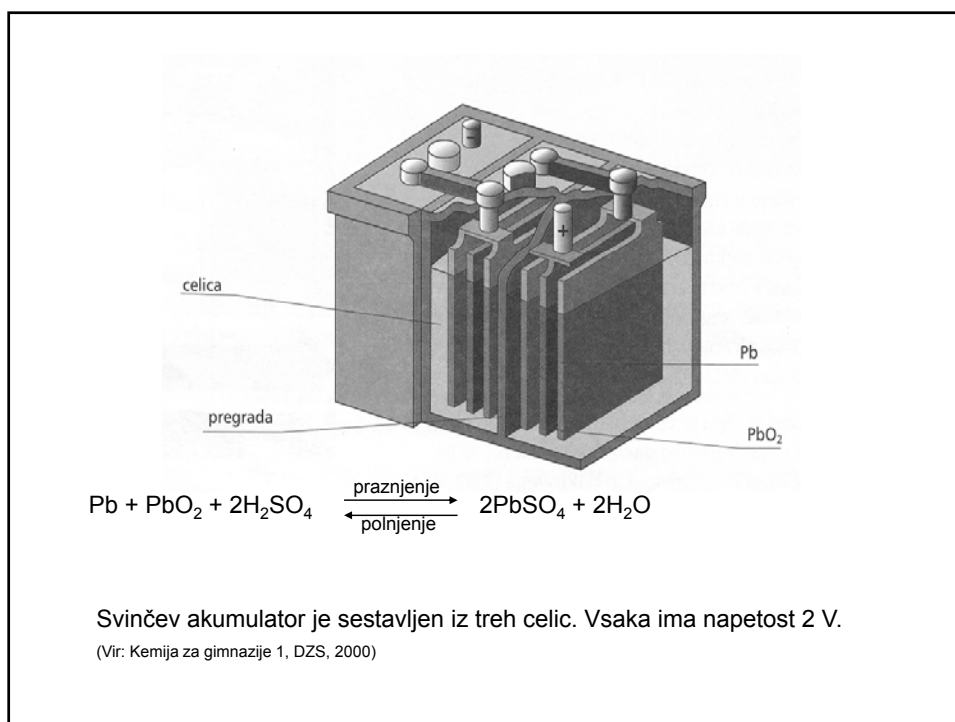 -
+
celica
Pb
pregrada
PbO₂
Pb + PbO₂ + 2H₂SO₄ praznjenje 2PbSO₄ + 2H₂O
polnjenje
Svinčev akumulator je sestavljen iz treh celic. Vsaka ima napetost 2 V.
(Vir: Kemija za gimnazije 1, DZS, 2000)